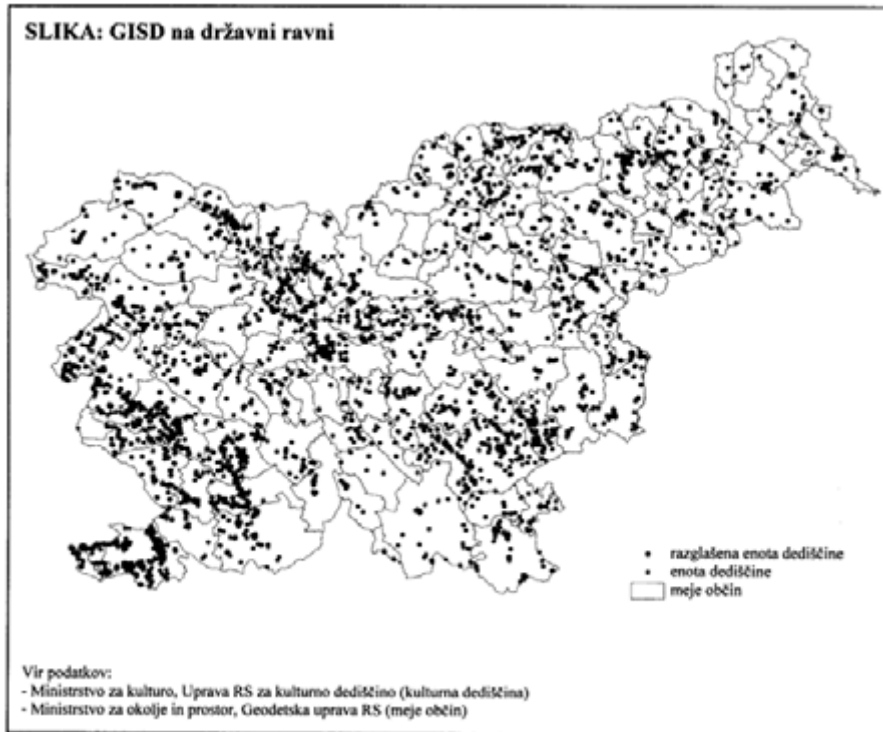 SLIKA: GISD na državni ravni
razglašena enota dediščine
enota dediščine
meje občin
Vir podatkov:
- Ministrstvo za kulturo, Uprava RS za kulturno dediščino (kulturna dediščina)
- Ministrstvo za okolje in prostor, Geodetska uprava RS (meje občin)